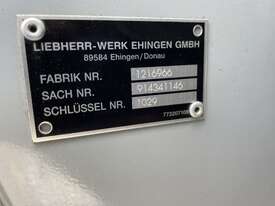 LIEBHERR-WERK EHINGEN GMBH
89584 Ehingen/Donau
FABRIK NR. 1216966
SACH NR. 914341146
SCHLÜSSEL NR. 1029